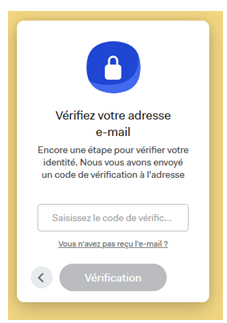 Vérifiez votre adresse
e-mail
Encore une étape pour vérifier votre
identité. Nous vous avons envoyé
un code de vérification à l'adresse
Saisissez le code de vérific...
Vous n'avez pas reçu l'e-mail ?
Vérification